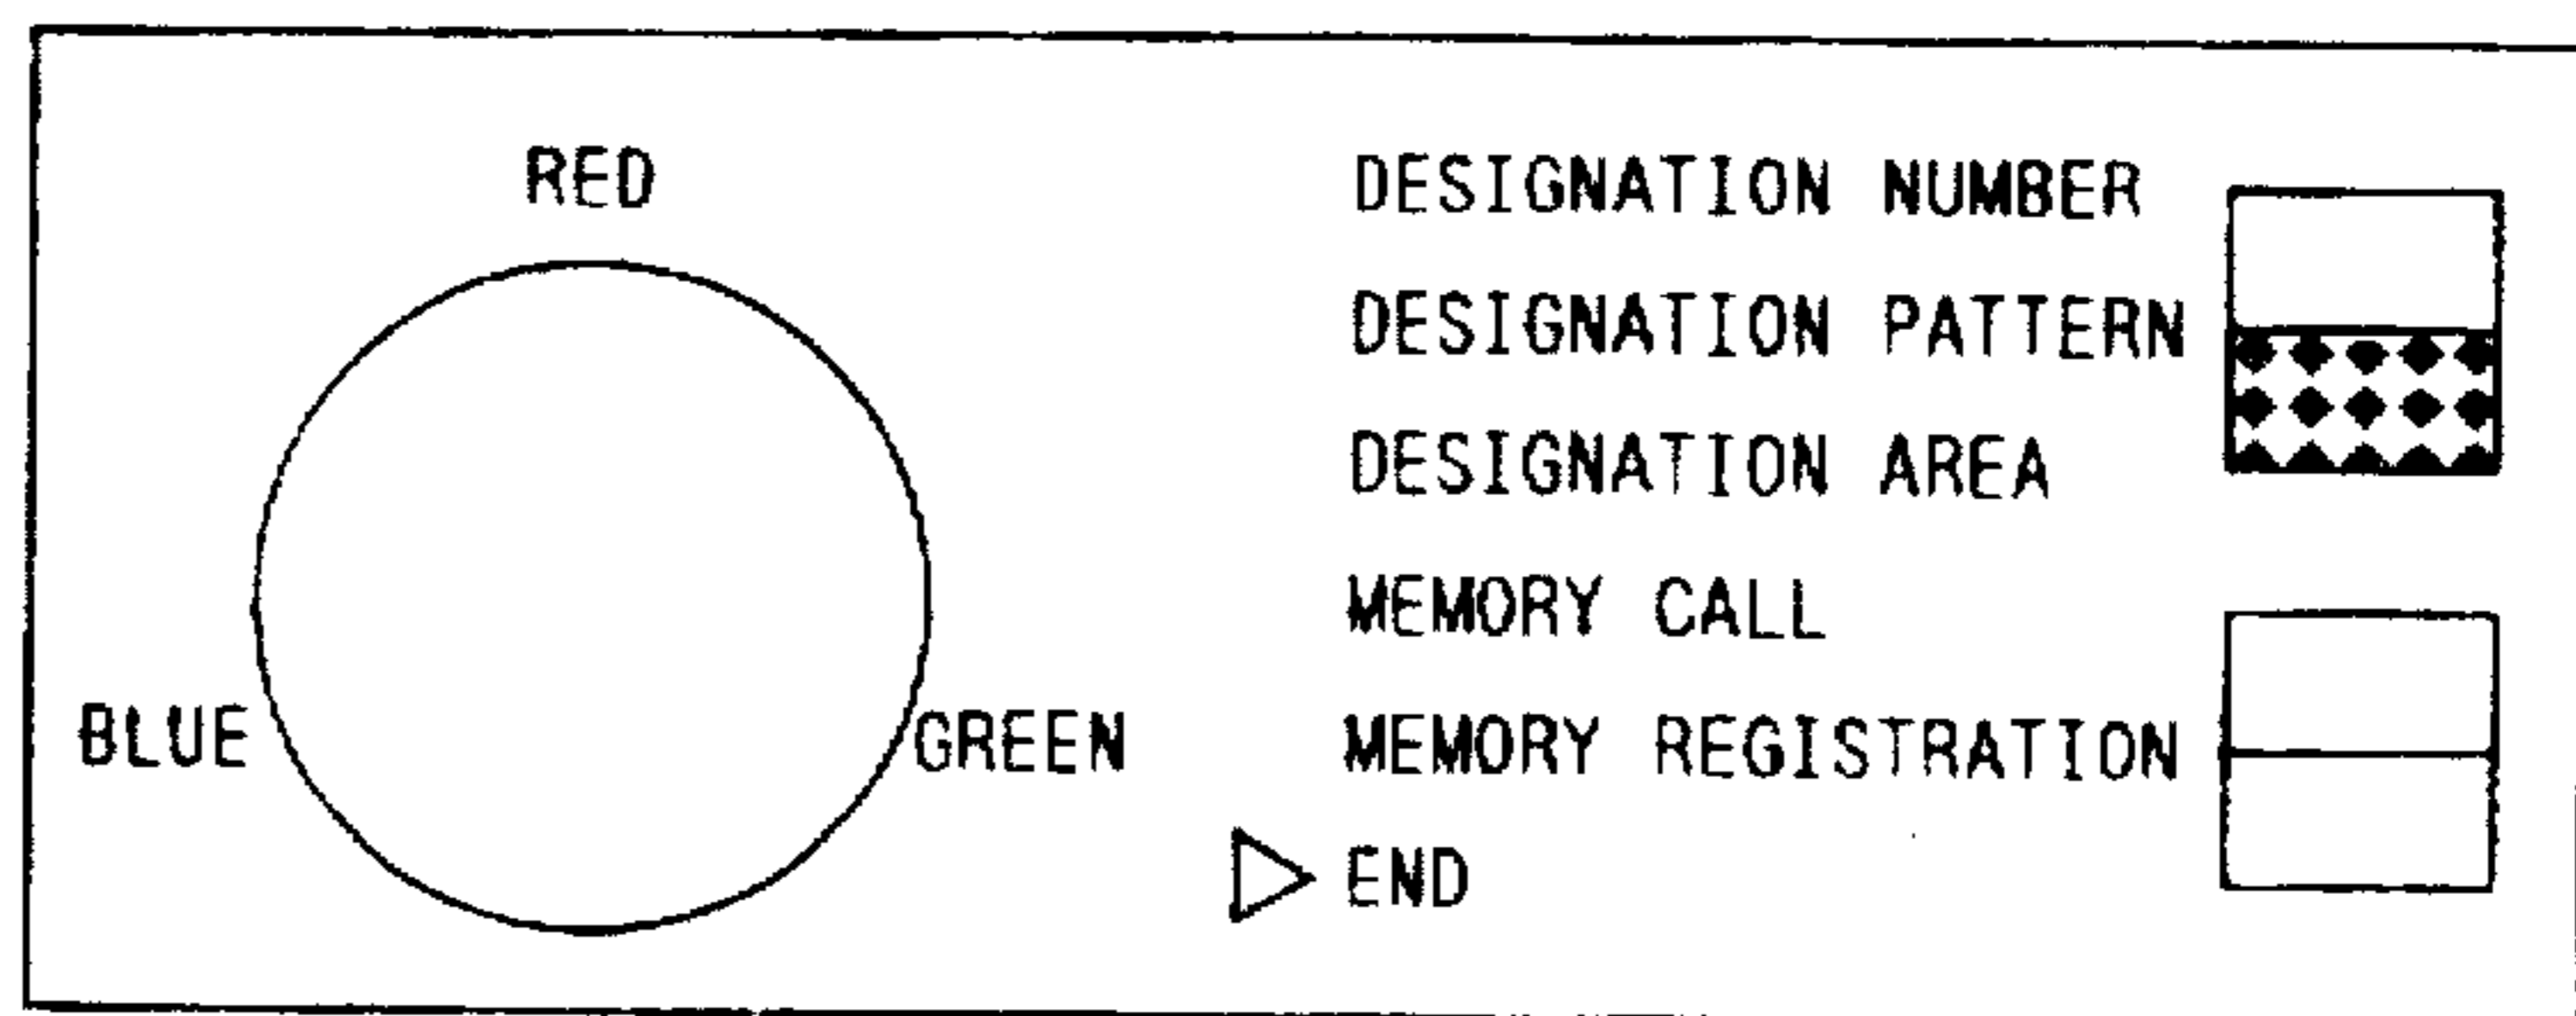 RED
BLUE
GREEN
DESIGNATION NUMBER
DESIGNATION PATTERN
DESIGNATION AREA
MEMORY CALL
MEMORY REGISTRATION
END